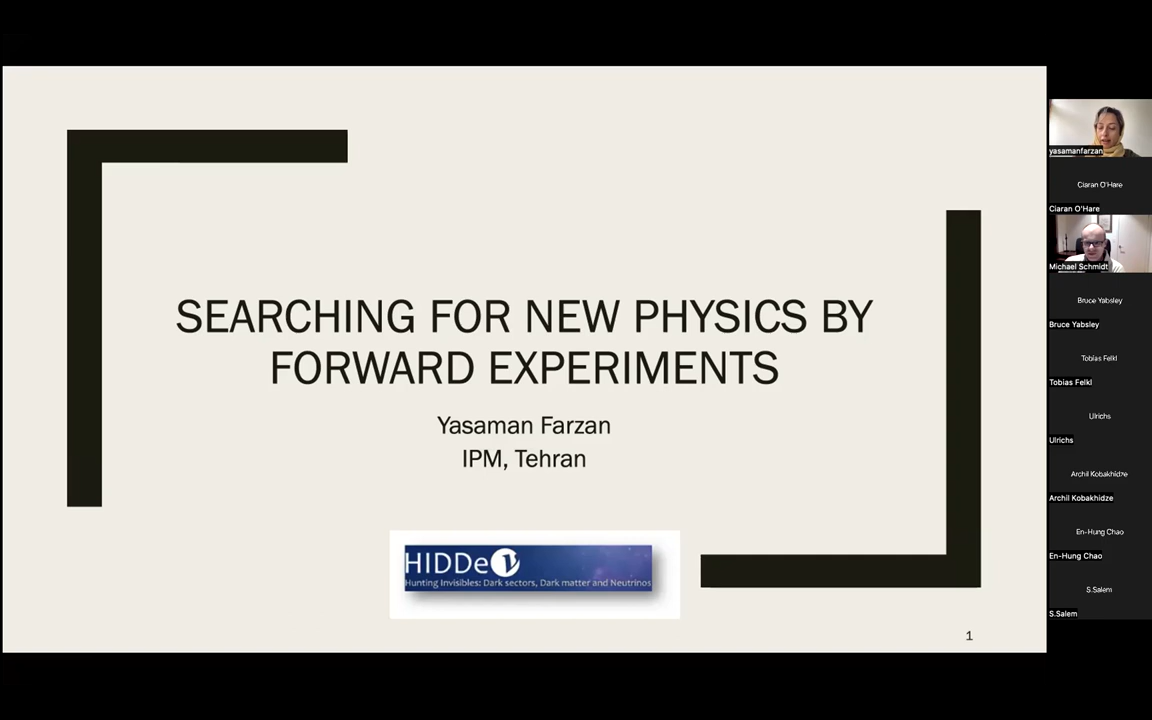 SEARCHING FOR NEW PHYSICS BY
FORWARD EXPERIMENTS
Yasaman Farzan
IPM, Tehran
HIDDeν
Hunting Invisibles: Dark sectors, Dark matter and Neutrinos
1
yasamanfarzan
Ciaran O'Hare
Ciaran O'Hare
Michael Schmidt
Bruce Yabsley
Bruce Yabsley
Tobias Felkl
Tobias Felkl
Ulrichs
Ulrichs
Archil Kobakhidze
Archil Kobakhidze
En-Hung Chao
En-Hung Chao
S.Salem
S.Salem